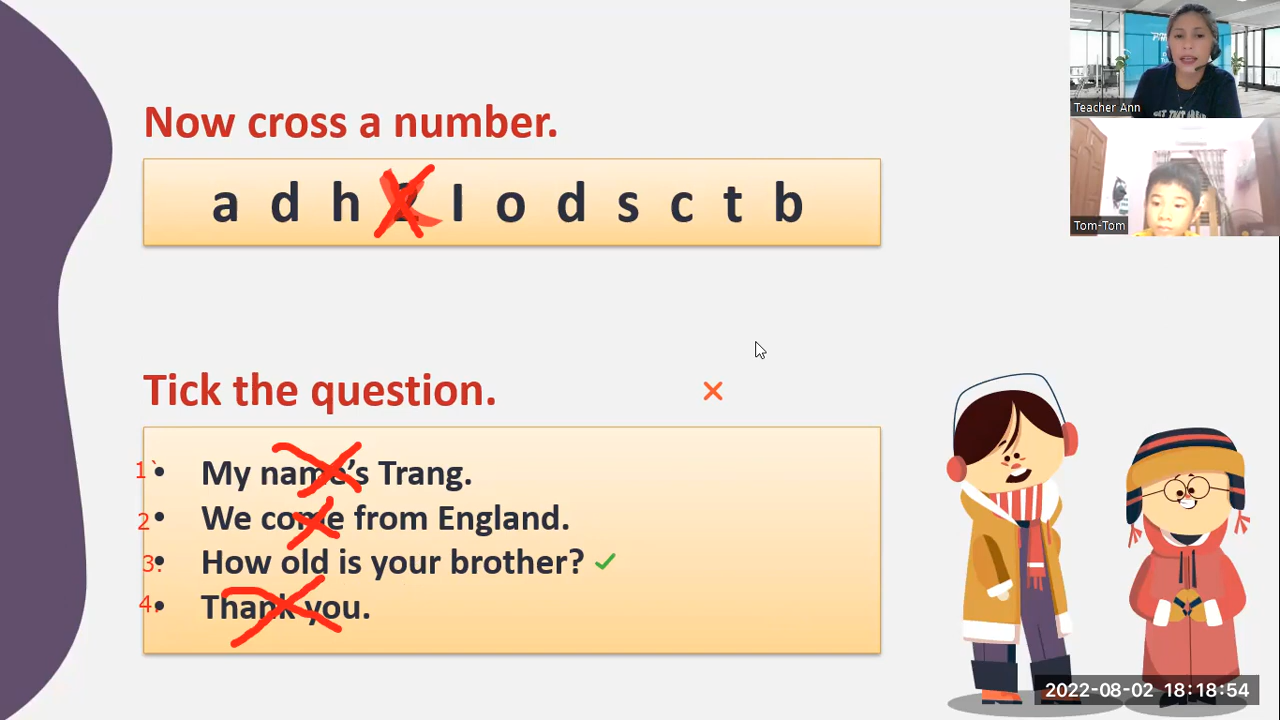 Now cross a number.
a d h 2 I o d s c t b
Tick the question.
1. • My name's Trang.
2 • We come from England.
3. • How old is your brother?
4. • Thank you.
Teacher Ann
Tom-Tom
2022-08-02 18:18:54